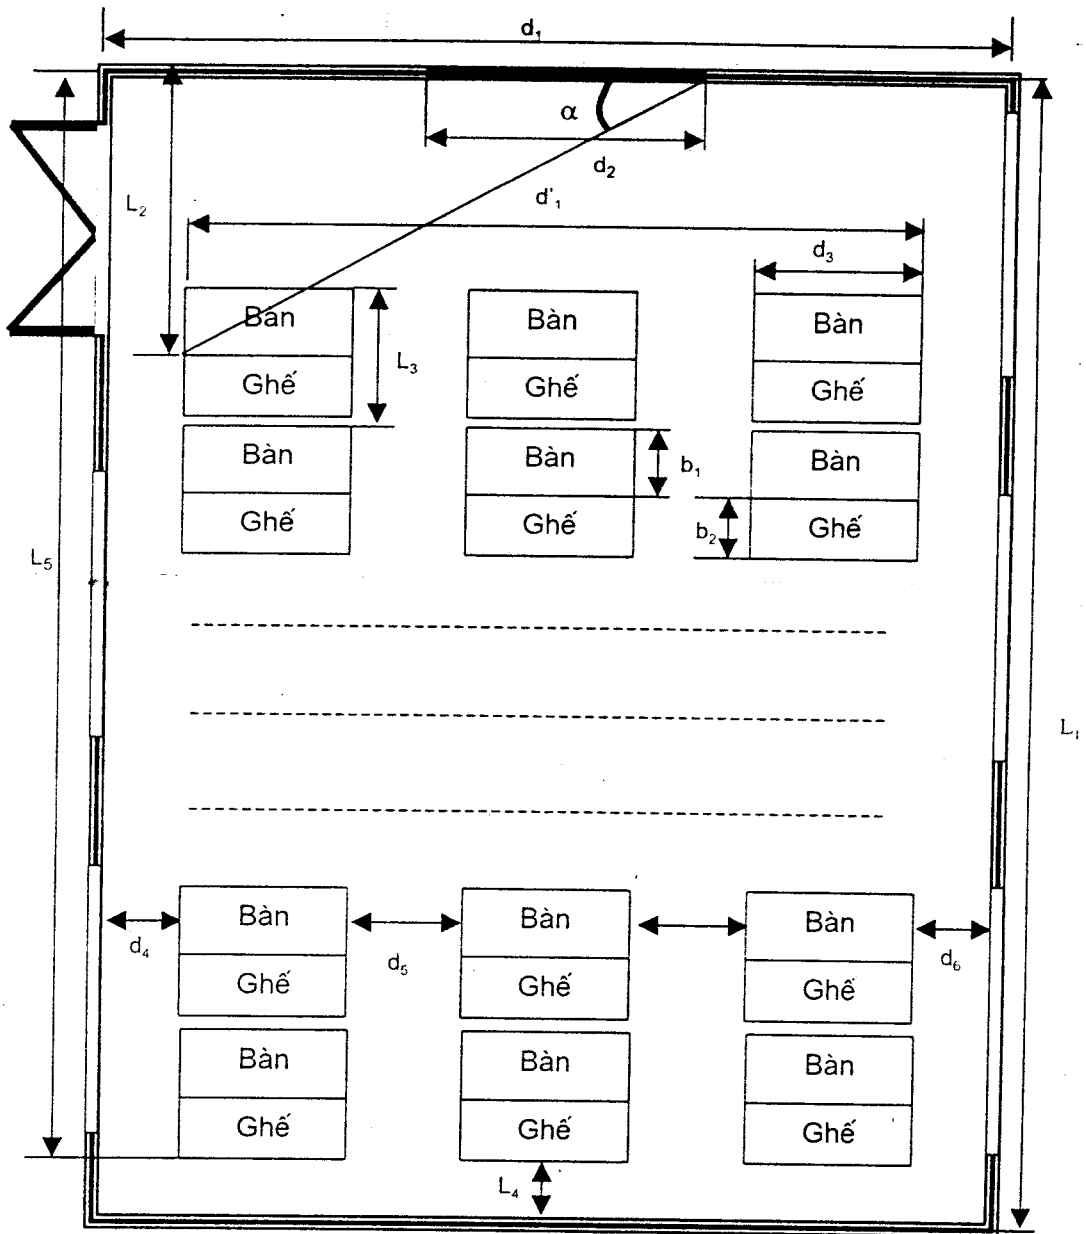 d₁
α
d₂
L₂
d'₁
d₃
Bàn Bàn Bàn
L₃
Ghế Ghế Ghế
Bàn Bàn Bàn
b₁
Ghế Ghế Ghế
b₂
L₅
L₁
Bàn Bàn Bàn
d₄ d₅ d₆
Ghế Ghế Ghế
Bàn Bàn Bàn
Ghế Ghế Ghế
L₄